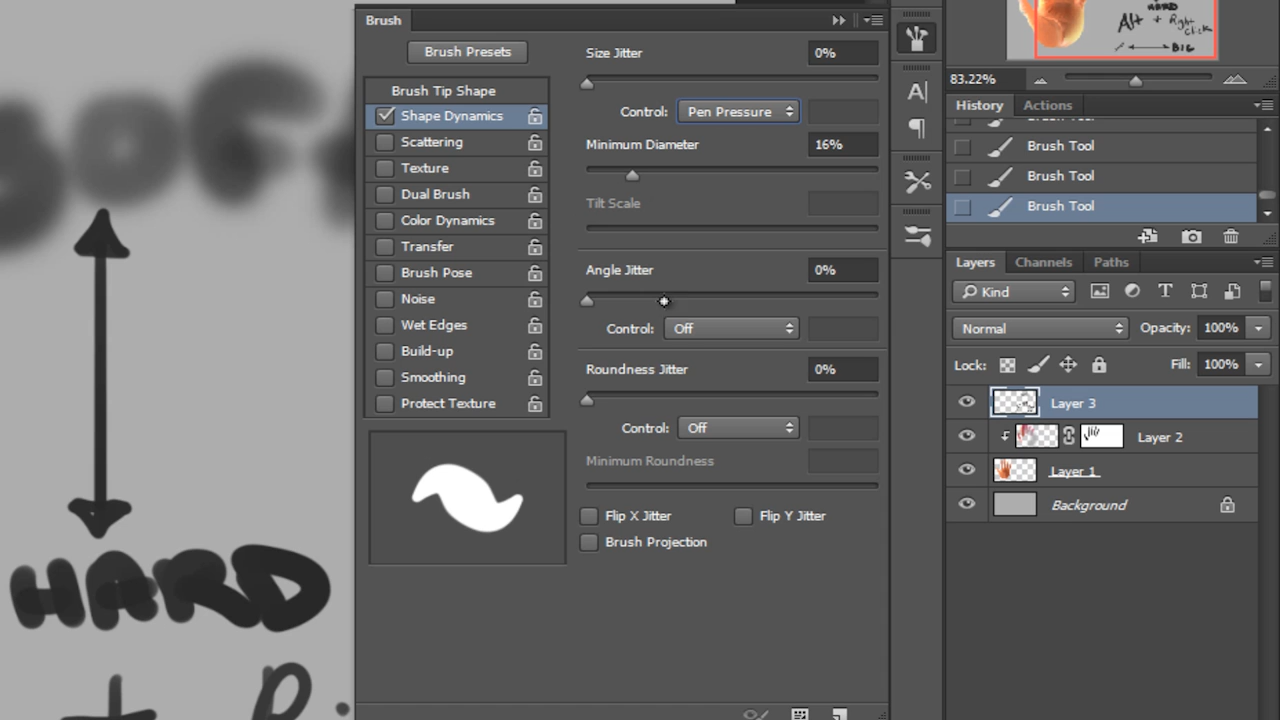 Brush
Brush Presets
Brush Tip Shape
Shape Dynamics
Scattering
Texture
Dual Brush
Color Dynamics
Transfer
Brush Pose
Noise
Wet Edges
Build-up
Smoothing
Protect Texture
Size Jitter 0%
Control: Pen Pressure
Minimum Diameter 16%
Tilt Scale
Angle Jitter 0%
Control: Off
Roundness Jitter 0%
Control: Off
Minimum Roundness
Flip X Jitter Flip Y Jitter
Brush Projection
HARD
HARD
Alt + Right
click
BIG
83.22%
History Actions
Brush Tool
Brush Tool
Brush Tool
Layers Channels Paths
Kind
Normal Opacity: 100%
Lock: Fill: 100%
Layer 3
Layer 2
Layer 1
Background